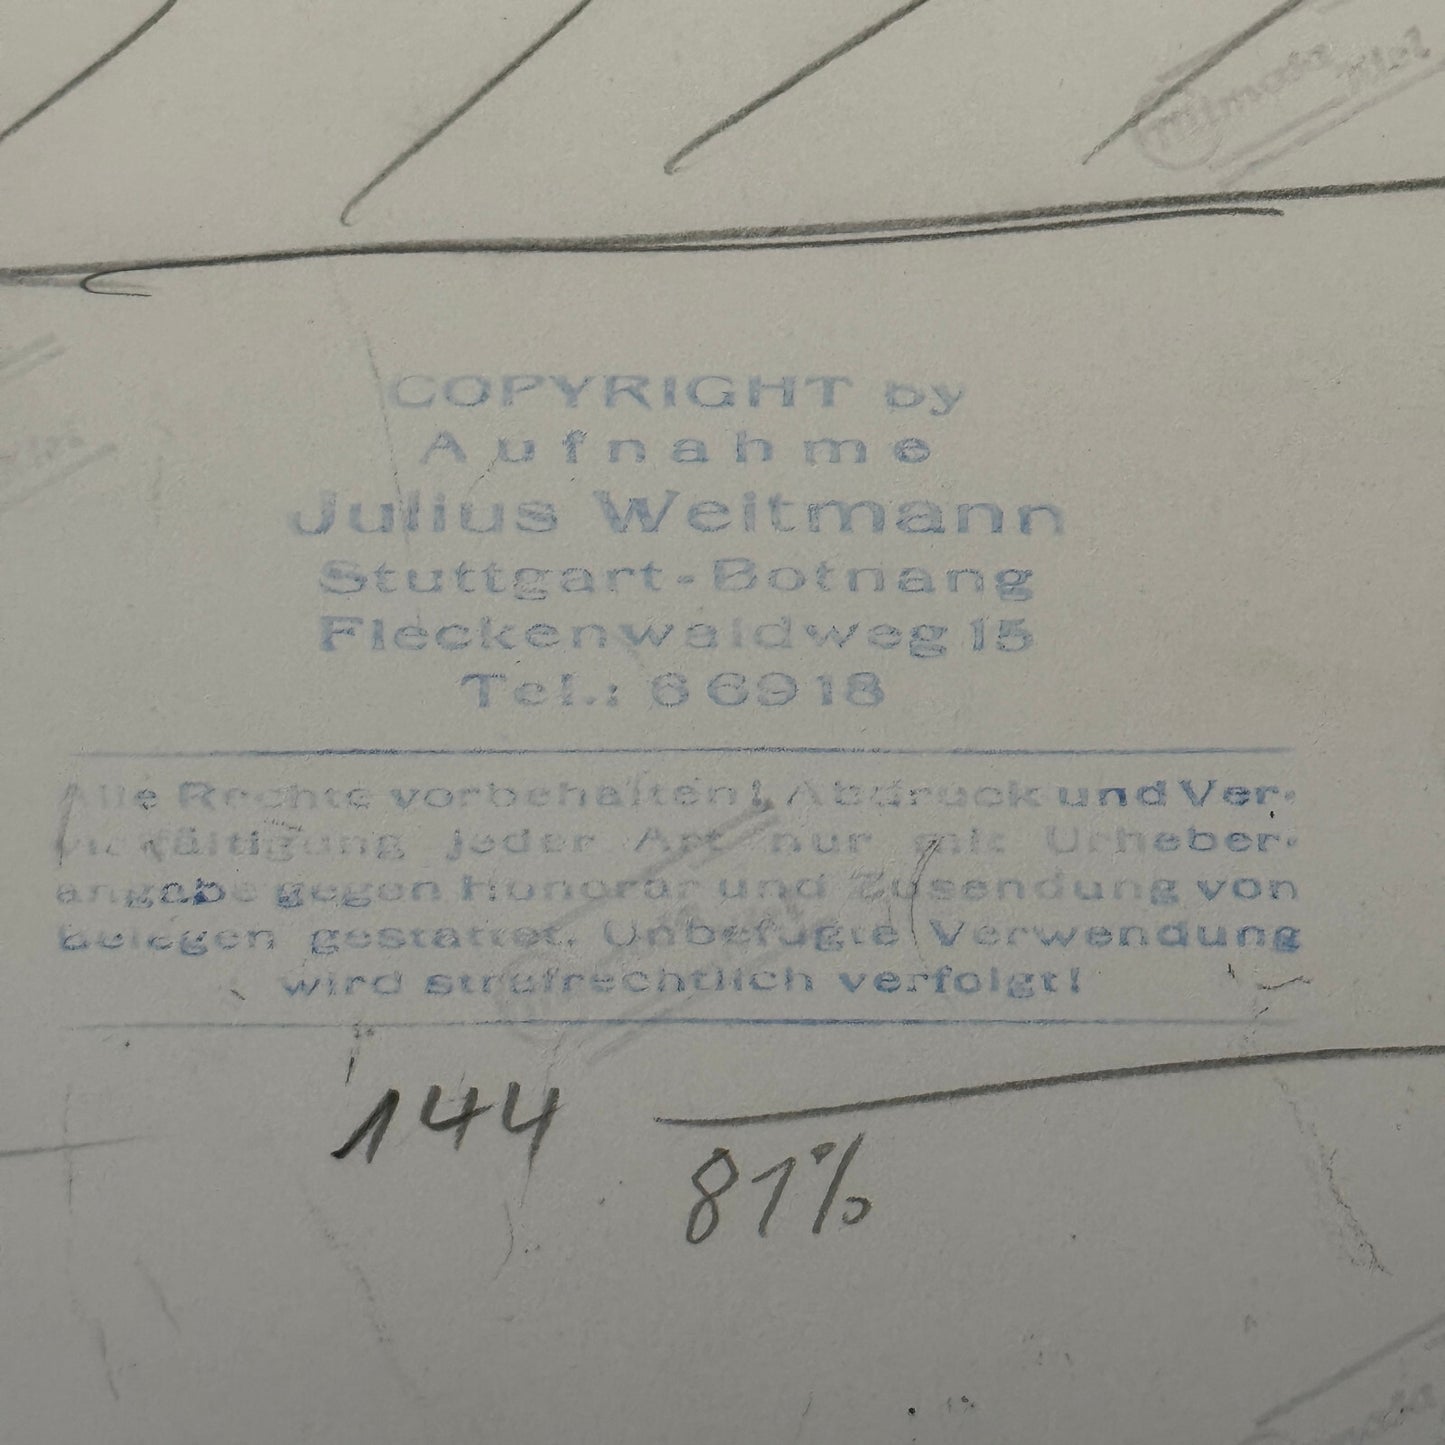 COPYRIGHT by
Aufnahme
Julius Weitmann
Stuttgart-Botnang
Fleckenwaldweg 15
Tel.: 66918
Alle Rechte vorbehalten! Abdruck und Ver-
vielfältigung jeder Art nur mit Urheber-
angabe gegen Honorar und Zusendung von
Belegen gestattet. Unbefugte Verwendung
wird strafrechtlich verfolgt!
144
81%